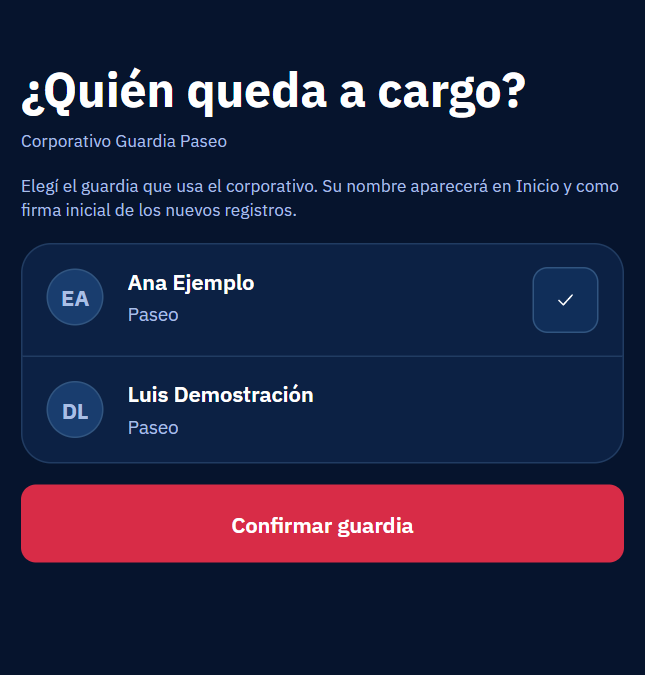 ¿Quién queda a cargo?
Corporativo Guardia Paseo
Elegí el guardia que usa el corporativo. Su nombre aparecerá en Inicio y como
firma inicial de los nuevos registros.
EA
Ana Ejemplo
Paseo
DL
Luis Demostración
Paseo
Confirmar guardia